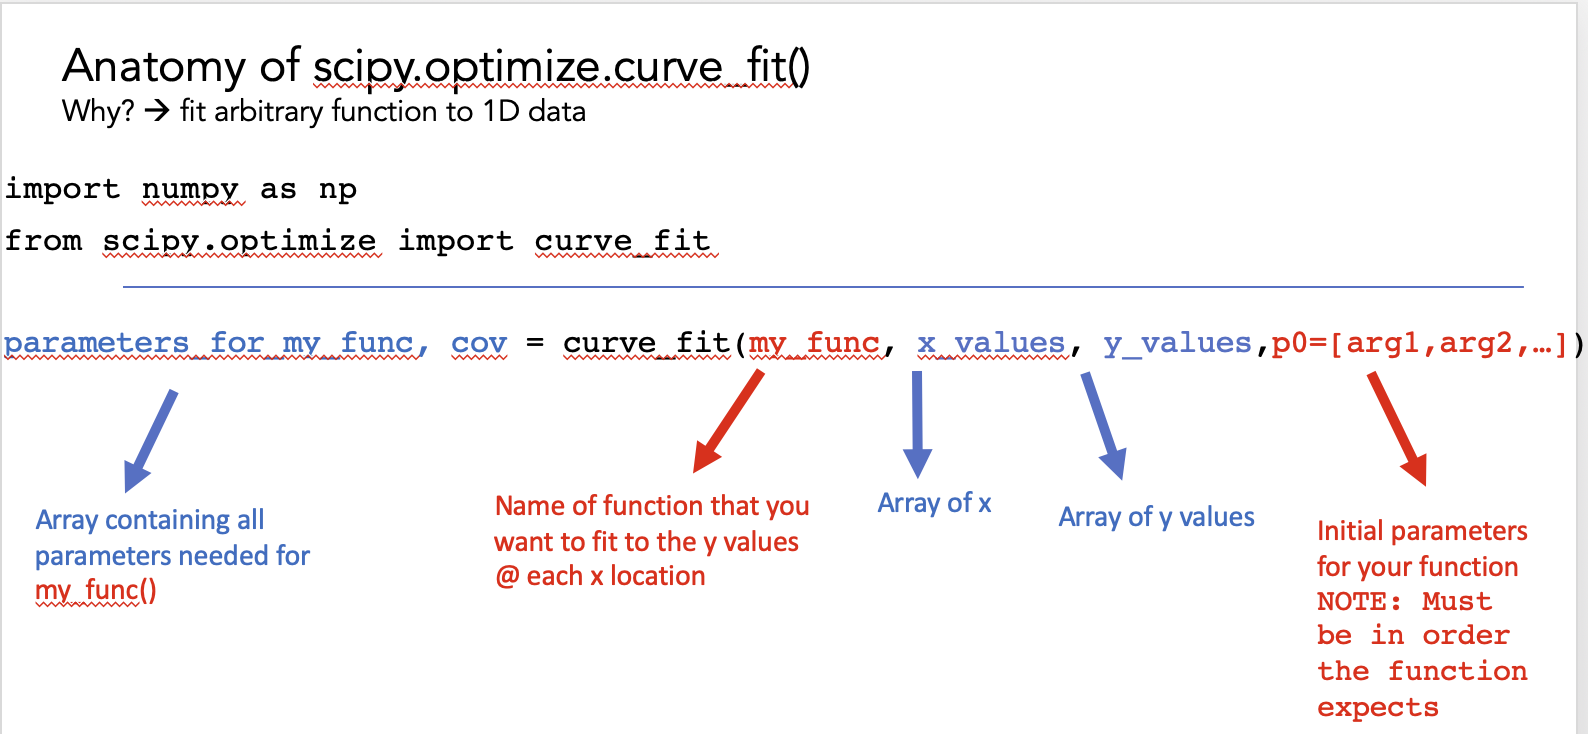 Anatomy of scipy.optimize.curve_fit()
Why? → fit arbitrary function to 1D data
import numpy as np
from scipy.optimize import curve_fit
parameters_for_my_func, cov = curve_fit(my_func, x_values, y_values,p0=[arg1,arg2,…])
Array containing all
parameters needed for
my_func()
Name of function that you
want to fit to the y values
@ each x location
Array of x
Array of y values
Initial parameters
for your function
NOTE: Must
be in order
the function
expects